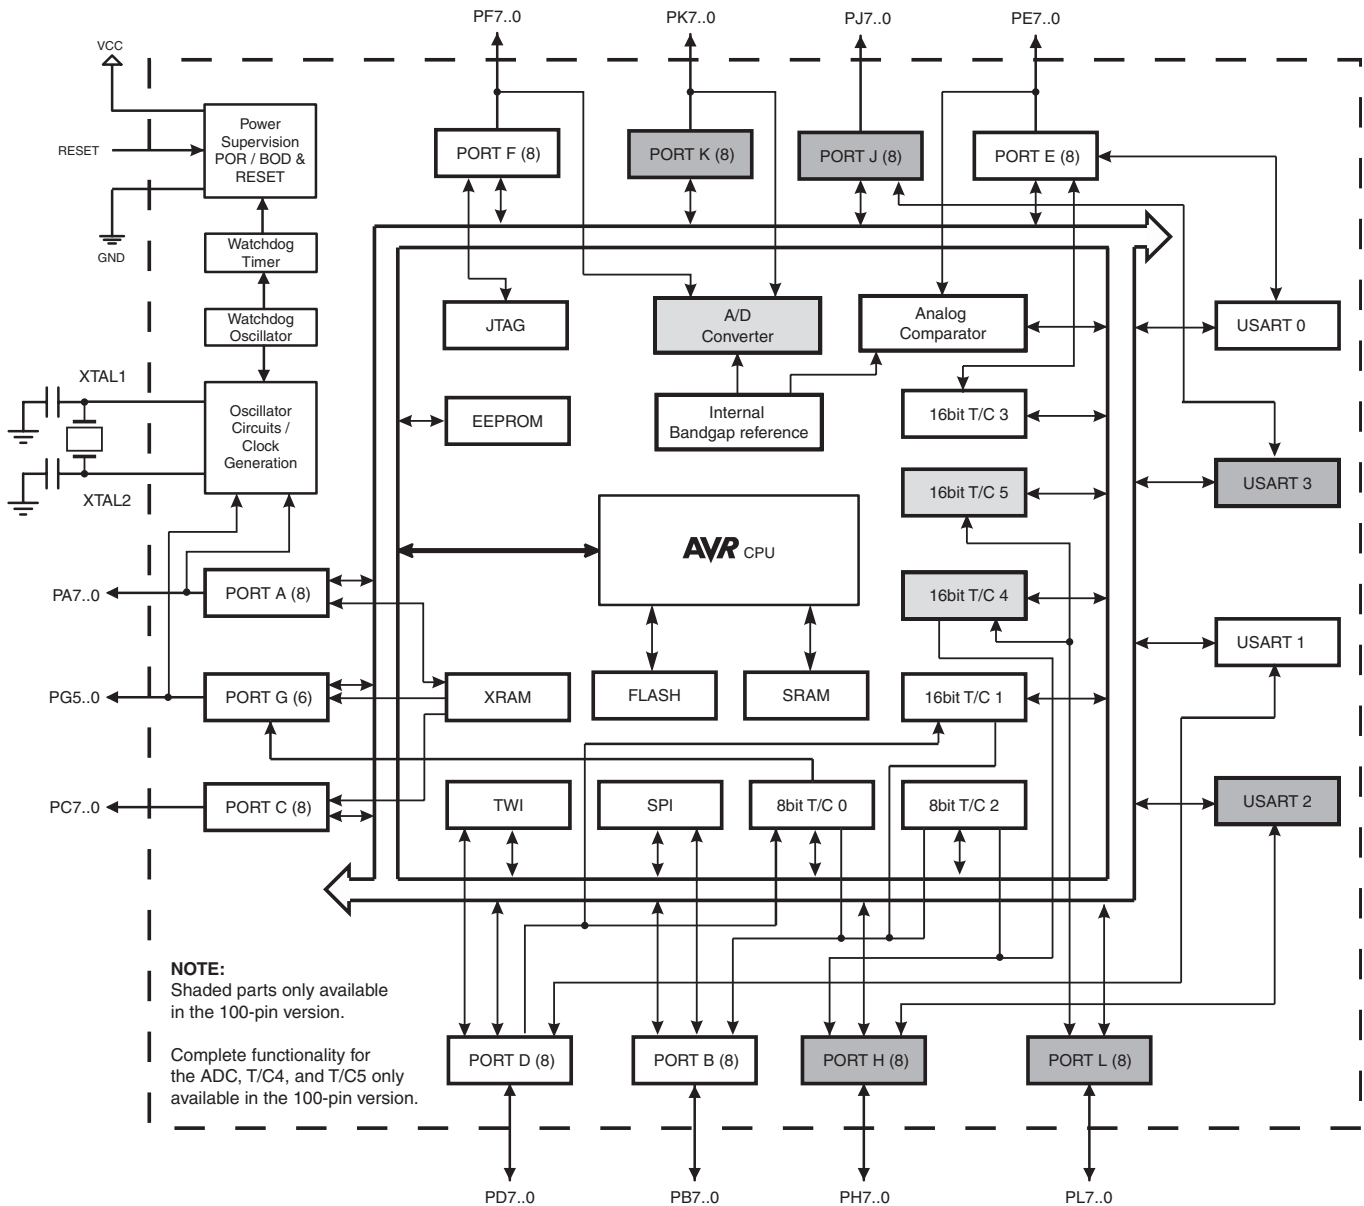 PF7..0
PK7..0
PJ7..0
PE7..0
VCC
RESET
GND
Power
Supervision
POR / BOD &
RESET
PORT F (8)
PORT K (8)
PORT J (8)
PORT E (8)
Watchdog
Timer
Watchdog
Oscillator
JTAG
A/D
Converter
Analog
Comparator
USART 0
XTAL1
XTAL2
Oscillator
Circuits /
Clock
Generation
EEPROM
Internal
Bandgap reference
16bit T/C 3
16bit T/C 5
USART 3
AVR CPU
PA7..0
PORT A (8)
16bit T/C 4
USART 1
PG5..0
PORT G (6)
XRAM
FLASH
SRAM
16bit T/C 1
PC7..0
PORT C (8)
TWI
SPI
8bit T/C 0
8bit T/C 2
USART 2
NOTE:
Shaded parts only available
in the 100-pin version.
Complete functionality for
the ADC, T/C4, and T/C5 only
available in the 100-pin version.
PORT D (8)
PORT B (8)
PORT H (8)
PORT L (8)
PD7..0
PB7..0
PH7..0
PL7..0